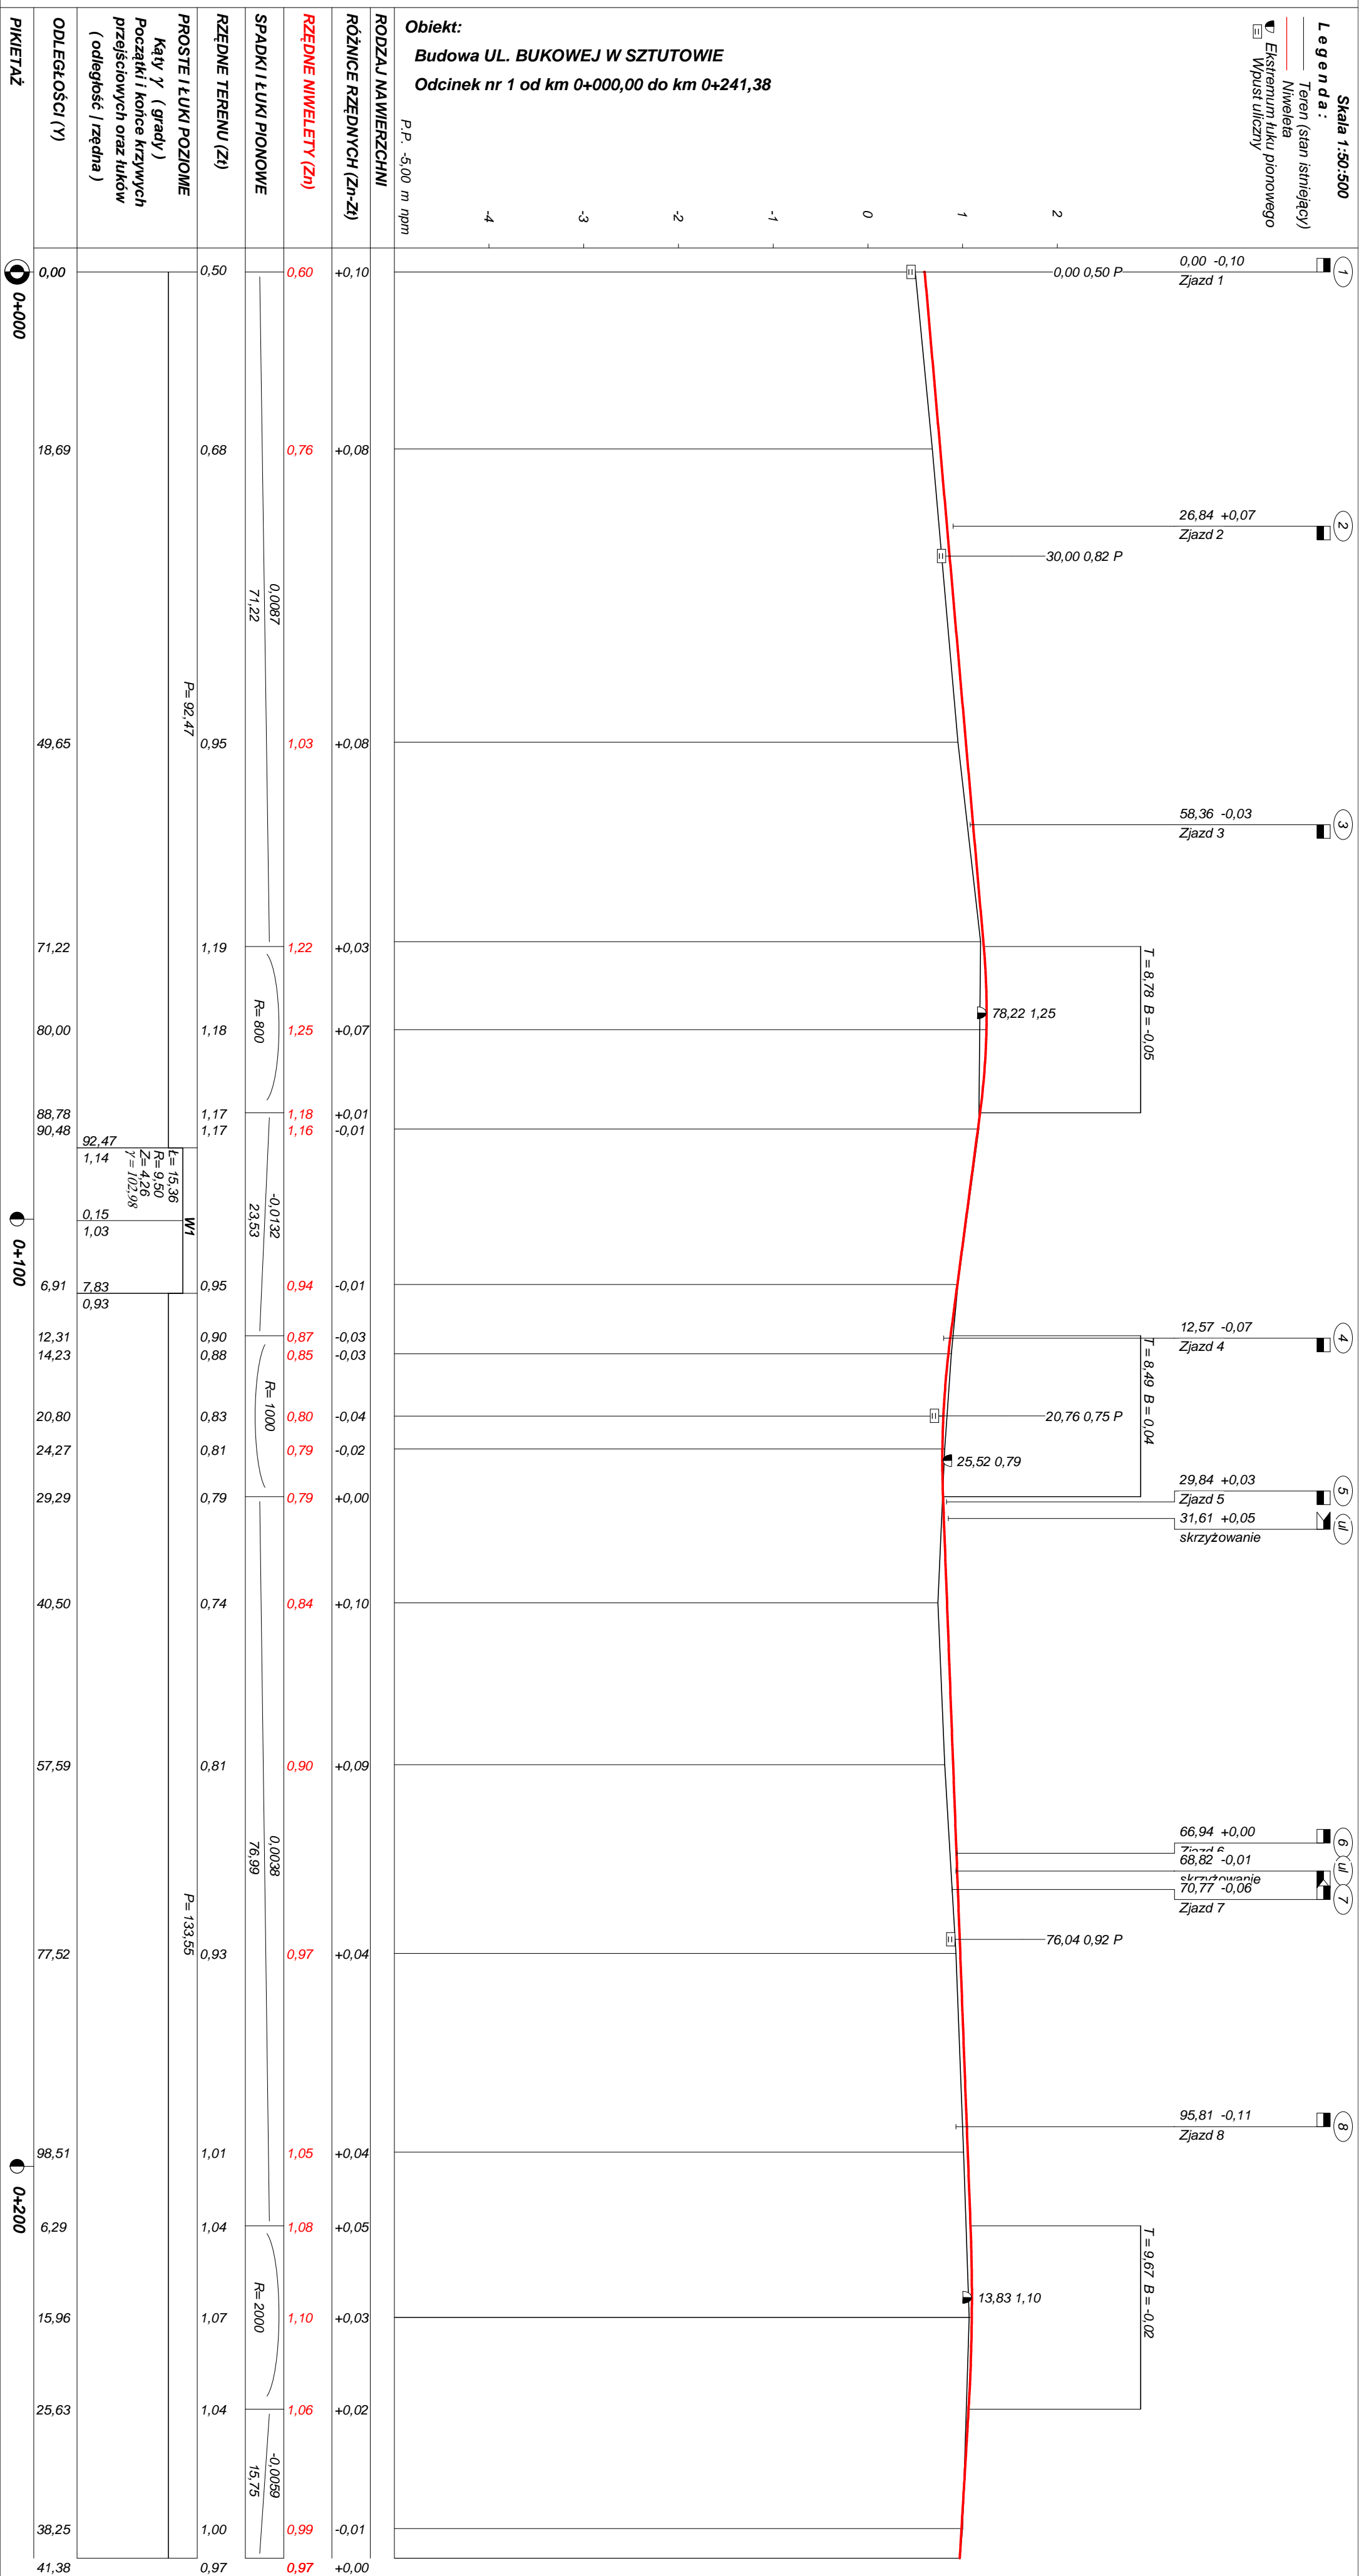 Skala 1:50:500
L e g e n d a :
Teren (stan istniejący)
Niweleta
Ekstremum łuku pionowego
Wpust uliczny
Obiekt:
Budowa UL. BUKOWEJ W SZTUTOWIE
Odcinek nr 1 od km 0+000,00 do km 0+241,38
1
0,00 -0,10
Zjazd 1
2
26,84 +0,07
Zjazd 2
3
58,36 -0,03
Zjazd 3
4
12,57 -0,07
Zjazd 4
5
29,84 +0,03
Zjazd 5
ul
31,61 +0,05
skrzyżowanie
6
66,94 +0,00
Zjazd 6
ul
68,82 -0,01
skrzyżowanie
7
70,77 -0,06
Zjazd 7
8
95,81 -0,11
Zjazd 8
T = 8,78 B = -0,05
T = 8,49 B = 0,04
T = 9,67 B = -0,02
0,00 0,50 P
30,00 0,82 P
78,22 1,25
20,76 0,75 P
25,52 0,79
76,04 0,92 P
13,83 1,10
2
1
0
-1
-2
-3
-4
P.P. -5,00 m npm
RODZAJ NAWIERZCHNI
RÓŻNICE RZĘDNYCH (Zn-Zt)
+0,10 +0,08 +0,08 +0,03 +0,07 +0,01 -0,01 -0,01 -0,03 -0,03 -0,04 -0,02 +0,00 +0,10 +0,09 +0,04 +0,04 +0,05 +0,03 +0,02 -0,01 +0,00
RZĘDNE NIWELETY (Zn)
0,60 0,76 1,03 1,22 1,25 1,18 1,16 0,94 0,87 0,85 0,80 0,79 0,79 0,84 0,90 0,97 1,05 1,08 1,10 1,06 0,99 0,97
SPADKI I ŁUKI PIONOWE
0,0087
71,22
R= 800
-0,0132
23,53
R= 1000
0,0038
76,99
R= 2000
-0,0059
15,75
RZĘDNE TERENU (Zt)
0,50 0,68 0,95 1,19 1,18 1,17 1,17 0,95 0,90 0,88 0,83 0,81 0,79 0,74 0,81 0,93 1,01 1,04 1,07 1,04 1,00 0,97
PROSTE I ŁUKI POZIOME
Kąty γ ( grady )
Początki i końce krzywych
przejściowych oraz łuków
( odległość | rzędna )
P= 92,47
W1
Ł= 15,36
R= 9,50
Z= 4,26
γ = 102,98
92,47
1,14
0,15
1,03
7,83
0,93
P= 133,55
ODLEGŁOŚCI (Y)
0,00 18,69 49,65 71,22 80,00 88,78 90,48 6,91 12,31 14,23 20,80 24,27 29,29 40,50 57,59 77,52 98,51 6,29 15,96 25,63 38,25 41,38
PIKIETAŻ
0+000 0+100 0+200